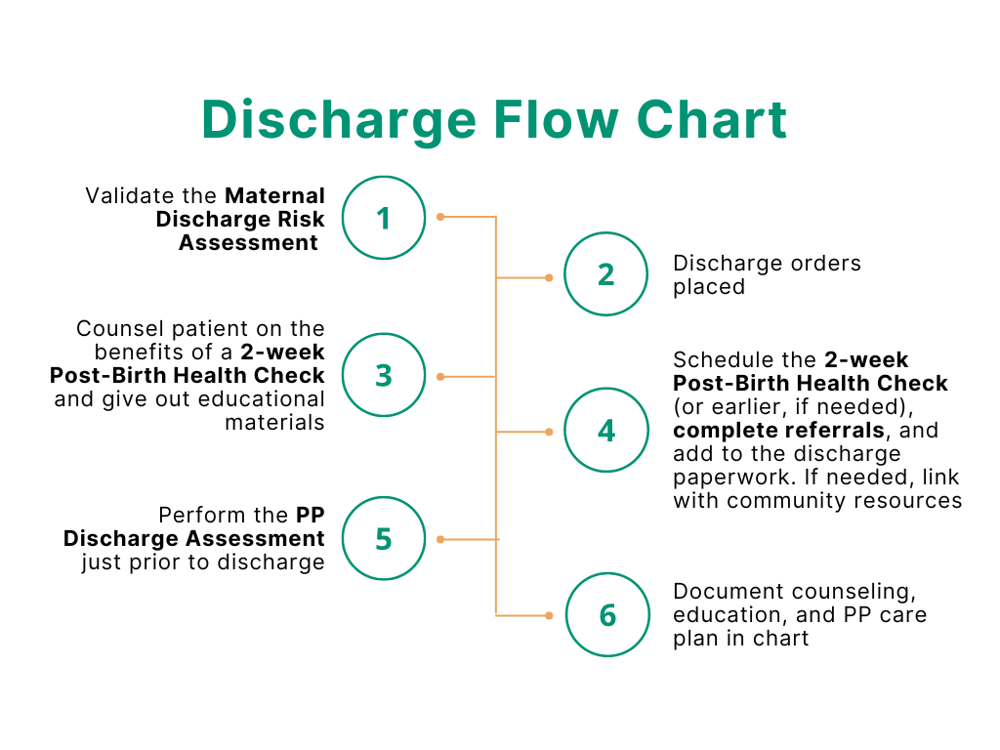 Discharge Flow Chart
Validate the Maternal
Discharge Risk
Assessment
1
2
Discharge orders
placed
Counsel patient on the
benefits of a 2-week
Post-Birth Health Check
and give out educational
materials
3
4
Schedule the 2-week
Post-Birth Health Check
(or earlier, if needed),
complete referrals, and
add to the discharge
paperwork. If needed, link
with community resources
Perform the PP
Discharge Assessment
just prior to discharge
5
6
Document counseling,
education, and PP care
plan in chart